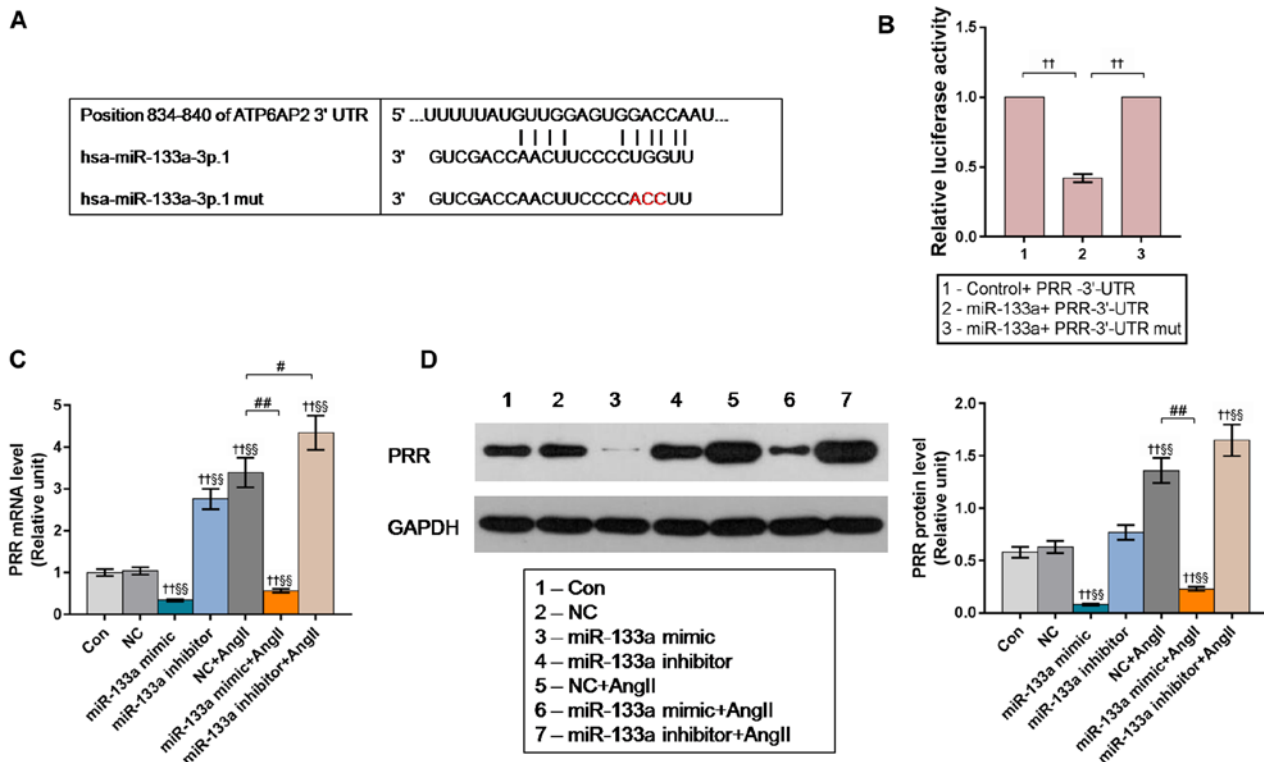 A
Position 834-840 of ATP6AP2 3' UTR 5' ...UUUUUAUGUUGGAGUGGACCAAU...
hsa-miR-133a-3p.1 3' GUCGACCAACUUCCCCUGGUU
hsa-miR-133a-3p.1 mut 3' GUCGACCAACUUCCCCACCUU
B
Relative luciferase activity
1.0
0.5
0.0
††
††
1 2 3
1 - Control+ PRR -3'-UTR
2 - miR-133a+ PRR-3'-UTR
3 - miR-133a+ PRR-3'-UTR mut
C
PRR mRNA level
(Relative unit)
5
4
3
2
1
0
#
##
††§§
††§§
††§§
††§§
††§§
Con
NC
miR-133a mimic
miR-133a inhibitor
NC+AngII
miR-133a mimic+AngII
miR-133a inhibitor+AngII
D
1 2 3 4 5 6 7
PRR
GAPDH
1 – Con
2 – NC
3 – miR-133a mimic
4 – miR-133a inhibitor
5 – NC+AngII
6 – miR-133a mimic+AngII
7 – miR-133a inhibitor+AngII
PRR protein level
(Relative unit)
2.0
1.5
1.0
0.5
0.0
##
††§§
††§§
††§§
††§§
Con
NC
miR-133a mimic
miR-133a inhibitor
NC+AngII
miR-133a mimic+AngII
miR-133a inhibitor+AngII